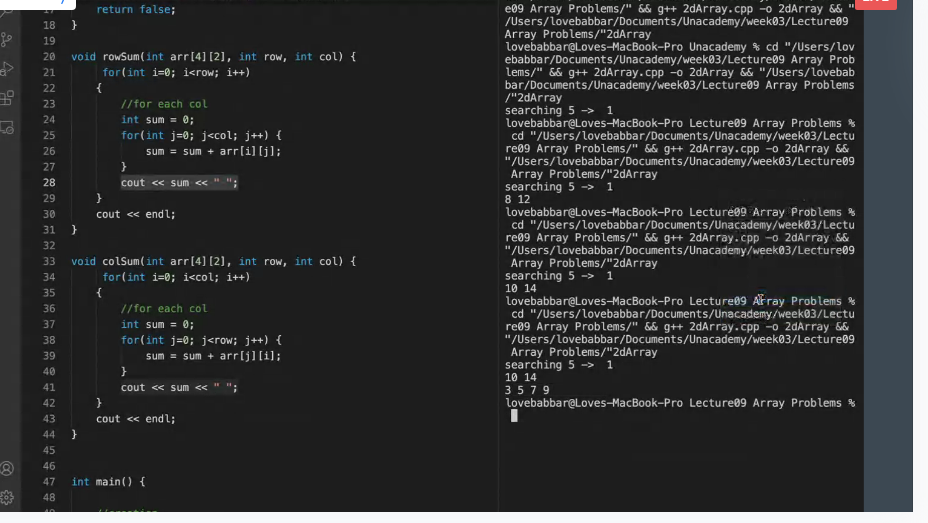 17 return false;
18 }
19
20 void rowSum(int arr[4][2], int row, int col) {
21 for(int i=0; i<row; i++)
22 {
23 //for each col
24 int sum = 0;
25 for(int j=0; j<col; j++) {
26 sum = sum + arr[i][j];
27 }
28 cout << sum << " ";
29 }
30 cout << endl;
31 }
32
33 void colSum(int arr[4][2], int row, int col) {
34 for(int i=0; i<col; i++)
35 {
36 //for each col
37 int sum = 0;
38 for(int j=0; j<row; j++) {
39 sum = sum + arr[j][i];
40 }
41 cout << sum << " ";
42 }
43 cout << endl;
44 }
45
46
47 int main() {
48
e09 Array Problems/" && g++ 2dArray.cpp -o 2dArray && "
/Users/lovebabbar/Documents/Unacademy/week03/Lecture09
Array Problems/"2dArray
lovebabbar@Loves-MacBook-Pro Unacademy % cd "/Users/lov
ebabbar/Documents/Unacademy/week03/Lecture09 Array Prob
lems/" && g++ 2dArray.cpp -o 2dArray && "/Users/lovebab
bar/Documents/Unacademy/week03/Lecture09 Array Problems
/"2dArray
searching 5 -> 1
lovebabbar@Loves-MacBook-Pro Lecture09 Array Problems %
cd "/Users/lovebabbar/Documents/Unacademy/week03/Lectu
re09 Array Problems/" && g++ 2dArray.cpp -o 2dArray &&
"/Users/lovebabbar/Documents/Unacademy/week03/Lecture09
Array Problems/"2dArray
searching 5 -> 1
8 12
lovebabbar@Loves-MacBook-Pro Lecture09 Array Problems %
cd "/Users/lovebabbar/Documents/Unacademy/week03/Lectu
re09 Array Problems/" && g++ 2dArray.cpp -o 2dArray &&
"/Users/lovebabbar/Documents/Unacademy/week03/Lecture09
Array Problems/"2dArray
searching 5 -> 1
10 14
lovebabbar@Loves-MacBook-Pro Lecture09 Array Problems %
cd "/Users/lovebabbar/Documents/Unacademy/week03/Lectu
re09 Array Problems/" && g++ 2dArray.cpp -o 2dArray &&
"/Users/lovebabbar/Documents/Unacademy/week03/Lecture09
Array Problems/"2dArray
searching 5 -> 1
10 14
3 5 7 9
lovebabbar@Loves-MacBook-Pro Lecture09 Array Problems %